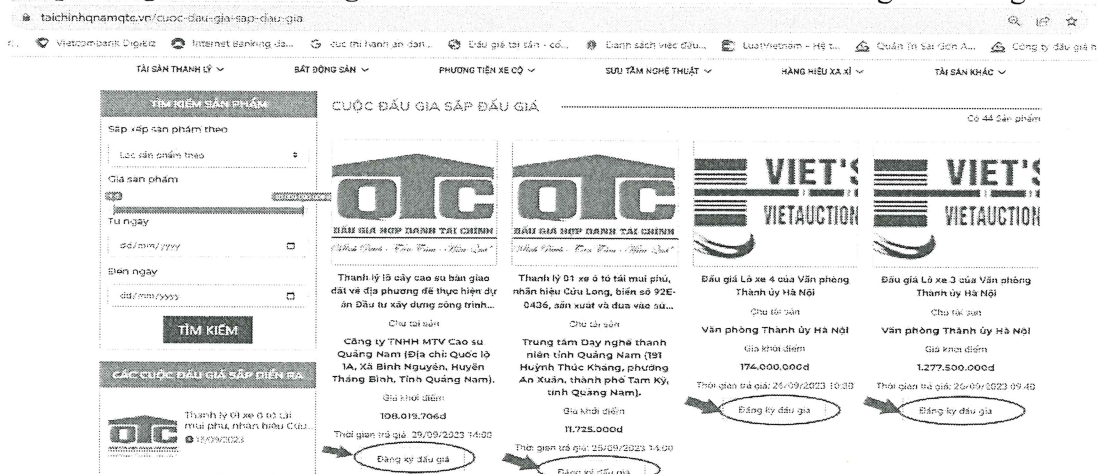 taichinhqnamqtc.vn/cuoc-dau-gia-sap-dau-gia
Vietcombank DigiBiz
Internet Banking dà...
cục thi hành án dân...
Đấu giá tài sản - cố...
Danh sách việc đấu...
LuatVietnam - Hệ t...
Quản Trị Sài Gòn A...
Công ty đấu giá h
TÀI SẢN THANH LÝ
BẤT ĐỘNG SẢN
PHƯƠNG TIỆN XE CỘ
SƯU TẦM NGHỆ THUẬT
HÀNG HIỆU XA XỈ
TÀI SẢN KHÁC
TÌM KIẾM SẢN PHẨM
Sắp xếp sản phẩm theo
Lọc sản phẩm theo
Giá sản phẩm
Từ ngày
dd/mm/yyyy
Đến ngày
dd/mm/yyyy
TÌM KIẾM
CÁC CUỘC ĐẤU GIÁ SẮP DIỄN RA
Thanh lý 01 xe ô tô tải
mui phủ, nhãn hiệu Cửu...
CUỘC ĐẤU GIÁ SẮP ĐẤU GIÁ
Có 44 Sản phẩm
QTC
ĐẤU GIÁ HỢP DANH TÀI CHÍNH
Thanh lý lô cây cao su bàn giao
đất về địa phương để thực hiện dự
án Đầu tư xây dựng công trình...
Chủ tài sản
Công ty TNHH MTV Cao su
Quảng Nam (Địa chỉ: Quốc lộ
1A, Xã Bình Nguyên, Huyện
Thăng Bình, Tỉnh Quảng Nam).
Giá khởi điểm
108.019.706đ
Thời gian trả giá: 29/09/2023 14:00
Đăng ký đấu giá
QTC
ĐẤU GIÁ HỢP DANH TÀI CHÍNH
Thanh lý 01 xe ô tô tải mui phủ,
nhãn hiệu Cửu Long, biển số 92E-
0436, sản xuất và đưa vào sử...
Chủ tài sản
Trung tâm Dạy nghề thanh
niên tỉnh Quảng Nam (191
Huỳnh Thúc Kháng, phường
An Xuân, thành phố Tam Kỳ,
tỉnh Quảng Nam).
Giá khởi điểm
11.725.000đ
Thời gian trả giá: 25/09/2023 14:00
Đăng ký đấu giá
VIET'S
VIETAUCTION
Đấu giá Lô xe 4 của Văn phòng
Thành ủy Hà Nội
Chủ tài sản
Văn phòng Thành ủy Hà Nội
Giá khởi điểm
174.000.000đ
Thời gian trả giá: 26/09/2023 10:30
Đăng ký đấu giá
VIET'S
VIETAUCTION
Đấu giá Lô xe 3 của Văn phòng
Thành ủy Hà Nội
Chủ tài sản
Văn phòng Thành ủy Hà Nội
Giá khởi điểm
1.277.500.000đ
Thời gian trả giá: 26/09/2023 09:40
Đăng ký đấu giá